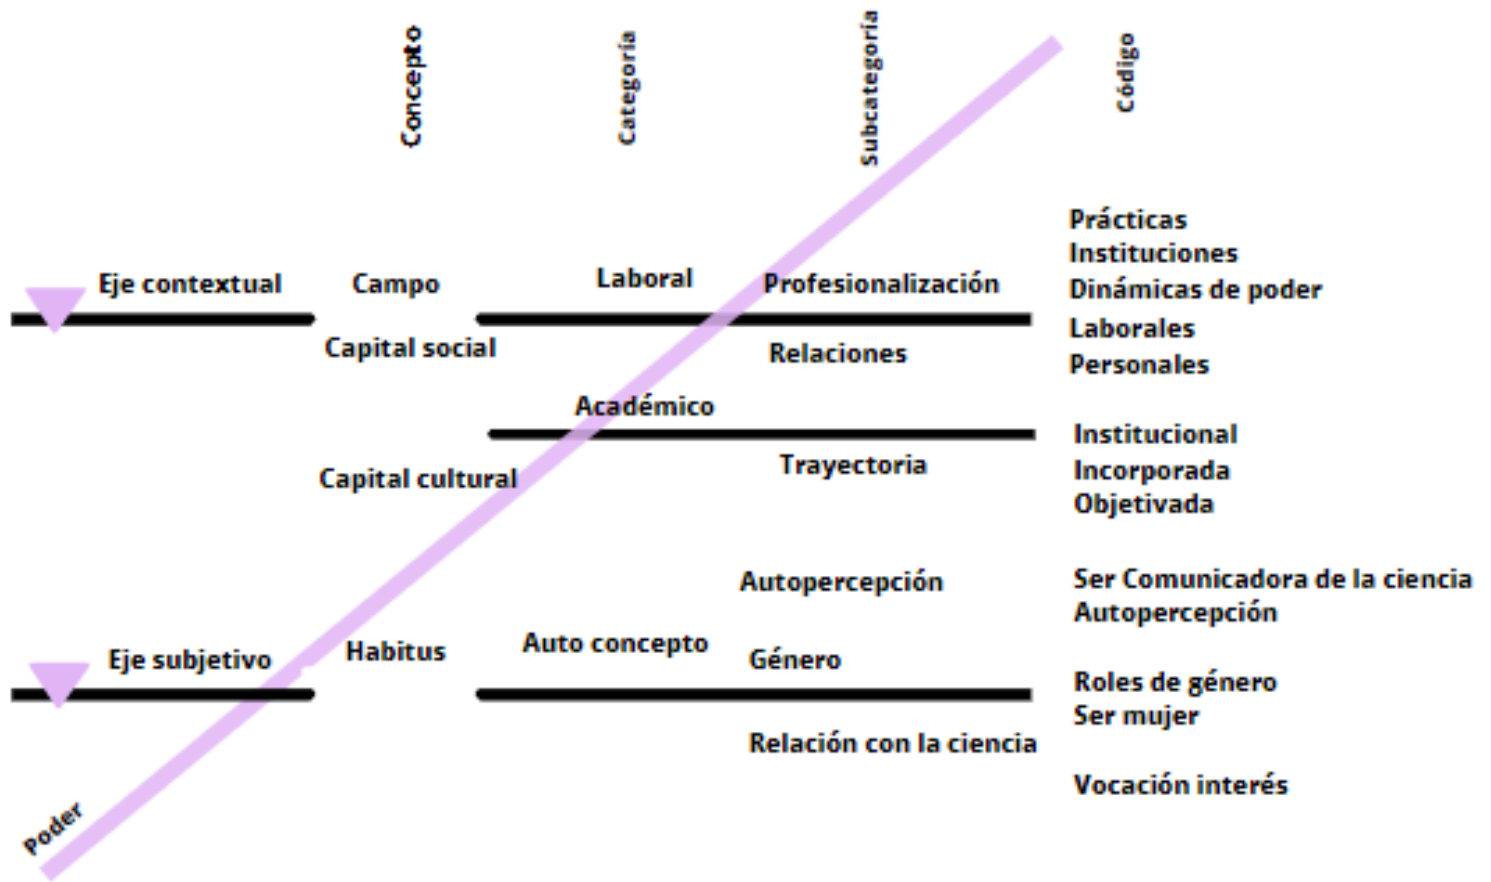 Concepto
Categoría
Subcategoría
Código
Eje contextual
Campo
Capital social
Laboral
Profesionalización
Relaciones
Prácticas
Instituciones
Dinámicas de poder
Laborales
Personales
Académico
Capital cultural
Trayectoria
Institucional
Incorporada
Objetivada
Eje subjetivo
Habitus
Auto concepto
Autopercepción
Género
Relación con la ciencia
Ser Comunicadora de la ciencia
Autopercepción
Roles de género
Ser mujer
Vocación interés
Poder